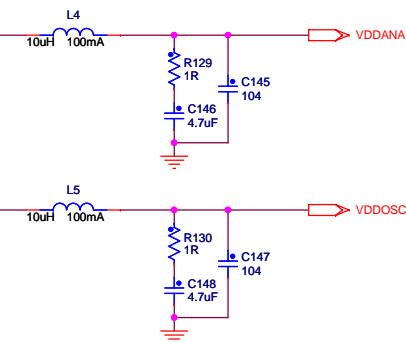 L4
VDDANA
10uH 100mA
R129
1R
C145
104
C146
4.7uF
L5
VDDOSC
10uH 100mA
R130
1R
C147
104
C148
4.7uF